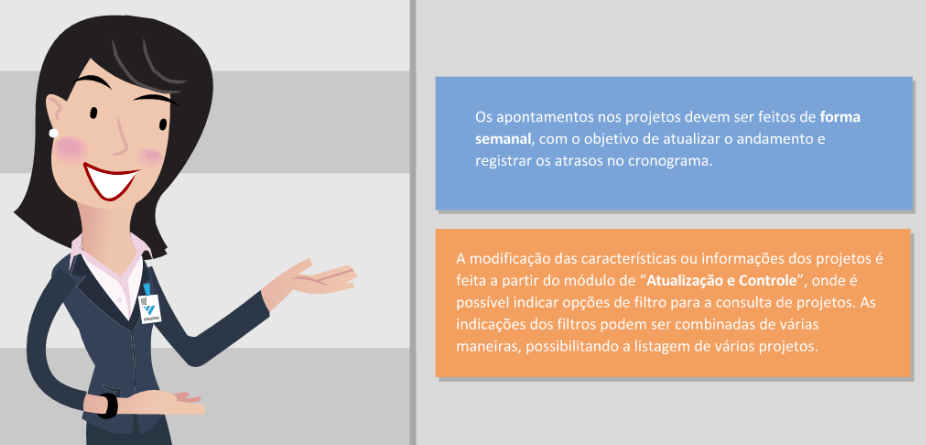 Os apontamentos nos projetos devem ser feitos de forma
semanal, com o objetivo de atualizar o andamento e
registrar os atrasos no cronograma.
A modificação das características ou informações dos projetos é
feita a partir do módulo de “Atualização e Controle”, onde é
possível indicar opções de filtro para a consulta de projetos. As
indicações dos filtros podem ser combinadas de várias
maneiras, possibilitando a listagem de vários projetos.